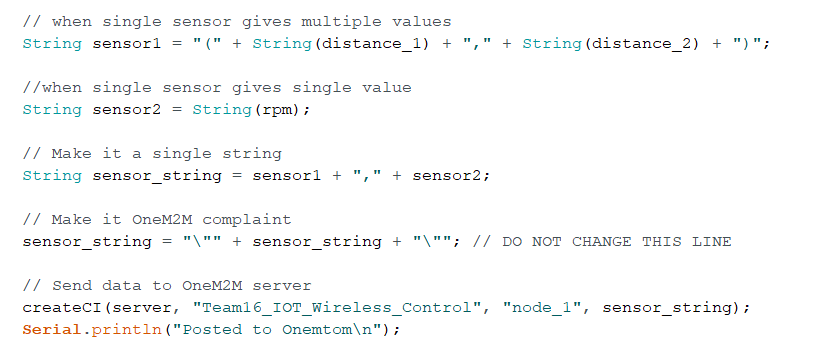 // when single sensor gives multiple values
String sensor1 = "(" + String(distance_1) + "," + String(distance_2) + ")";
//when single sensor gives single value
String sensor2 = String(rpm);
// Make it a single string
String sensor_string = sensor1 + "," + sensor2;
// Make it OneM2M complaint
sensor_string = "\"" + sensor_string + "\""; // DO NOT CHANGE THIS LINE
// Send data to OneM2M server
createCI(server, "Team16_IOT_Wireless_Control", "node_1", sensor_string);
Serial.println("Posted to Onemtom\n");